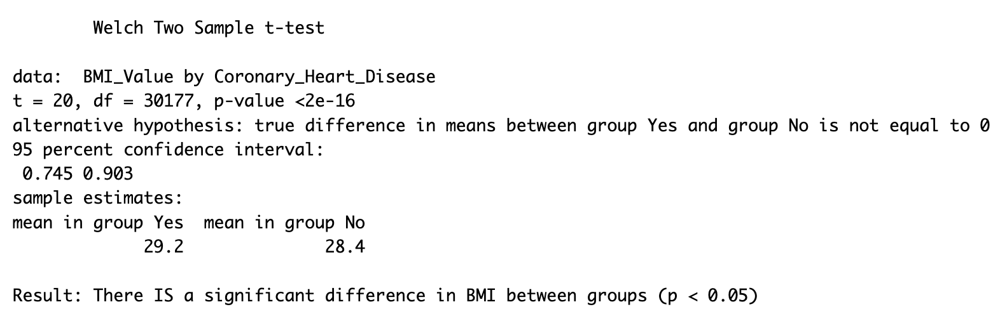 Welch Two Sample t-test
data:  BMI_Value by Coronary_Heart_Disease
t = 20, df = 30177, p-value <2e-16
alternative hypothesis: true difference in means between group Yes and group No is not equal to 0
95 percent confidence interval:
0.745 0.903
sample estimates:
mean in group Yes  mean in group No
29.2              28.4
Result: There IS a significant difference in BMI between groups (p < 0.05)